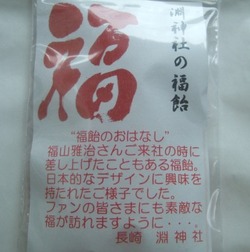 福
淵神社の福飴
“福飴のおはなし”
福山雅治さんご来社の時に
差し上げたこともある福飴。
日本的なデザインに興味を
持たれたご様子でした。
ファンの皆さまにも素敵な
福が訪れますように・・・
長崎 淵神社